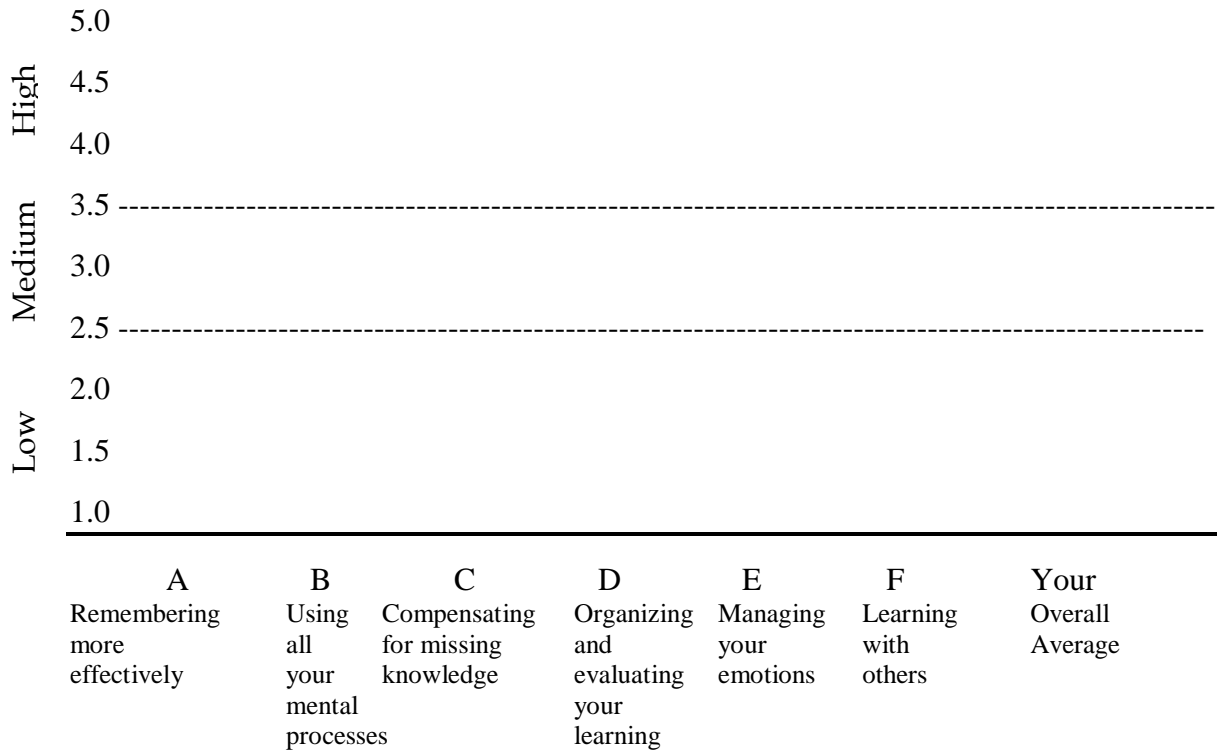 High
5.0
4.5
4.0
Medium
3.5 ---------------------------------------------------------------------------------------------------------------------------
3.0
2.5 --------------------------------------------------------------------------------------------------------------------------
Low
2.0
1.5
1.0
A B C D E F Your
Remembering Using Compensating Organizing Managing Learning Overall
more all for missing and your with Average
effectively your knowledge evaluating emotions others
mental your
processes learning